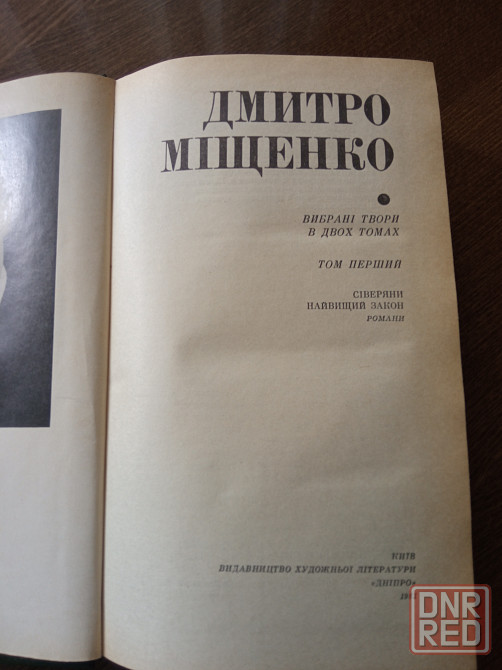 ДМИТРО
МІЩЕНКО
ВИБРАНІ ТВОРИ
В ДВОХ ТОМАХ
ТОМ ПЕРШИЙ
СІВЕРЯНИ
НАЙВИЩИЙ ЗАКОН
РОМАНИ
КИЇВ
ВИДАВНИЦТВО ХУДОЖНЬОЇ ЛІТЕРАТУРИ
«ДНІПРО»
DNR
RED